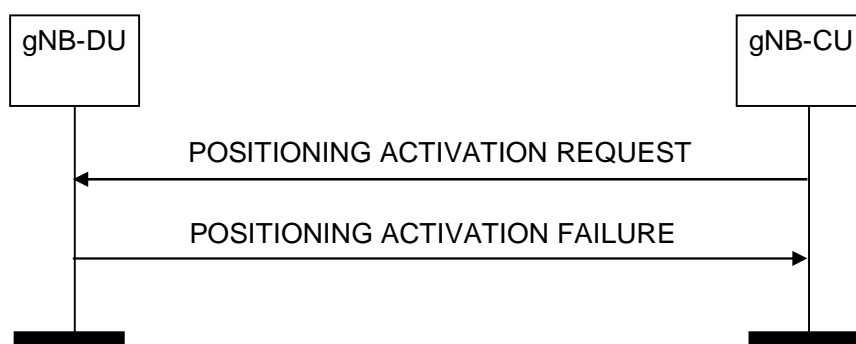 gNB-DU
gNB-CU
POSITIONING ACTIVATION REQUEST
POSITIONING ACTIVATION FAILURE